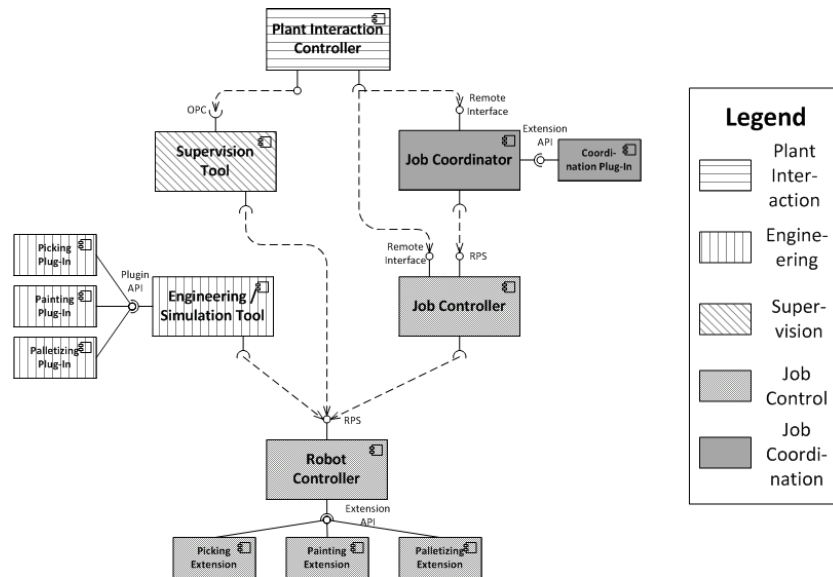 Plant Interaction
Controller
OPC
Remote
Interface
Supervision
Tool
Job Coordinator
Extension
API
Coordi-
nation Plug-In
Picking
Plug-In
Painting
Plug-In
Palletizing
Plug-In
Plugin
API
Engineering /
Simulation Tool
Remote
Interface
RPS
Job Controller
RPS
Robot
Controller
Extension
API
Picking
Extension
Painting
Extension
Palletizing
Extension
Legend
Plant
Inter-
action
Engine-
ering
Super-
vision
Job
Control
Job
Coordi-
nation